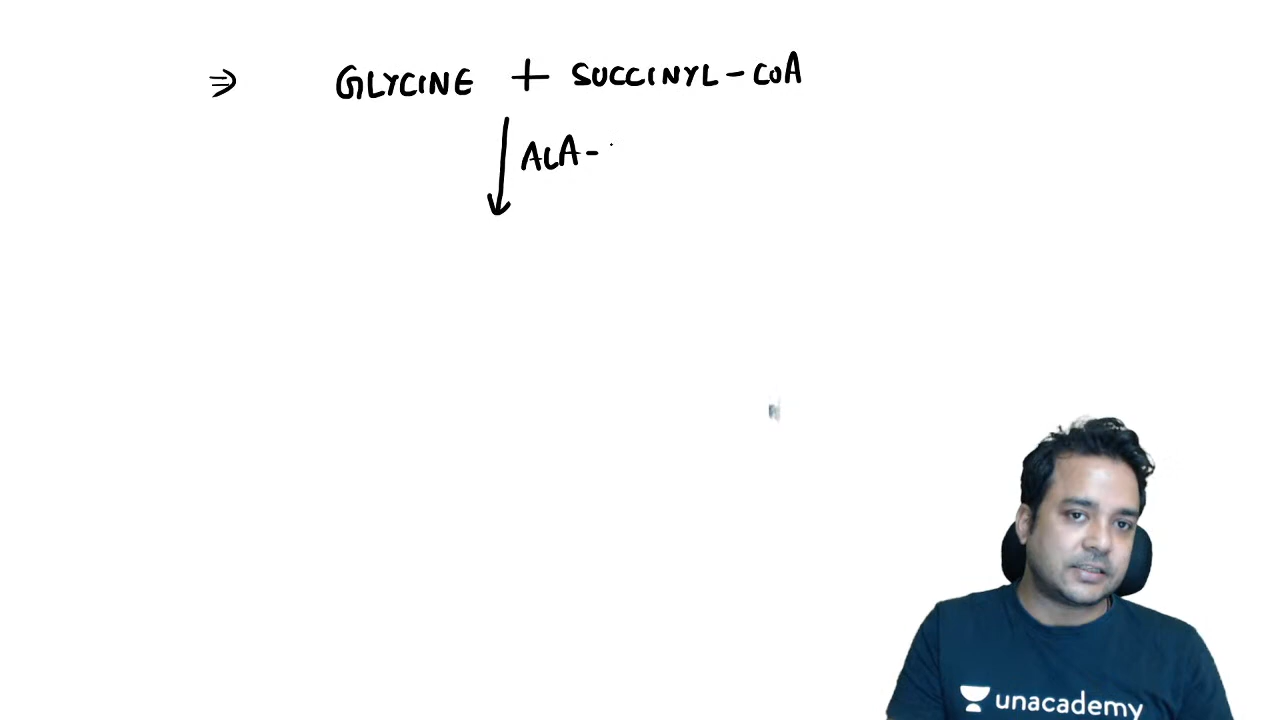 ⇒ GLYCINE + SUCCINYL-COA
↓ ALA-
unacademy